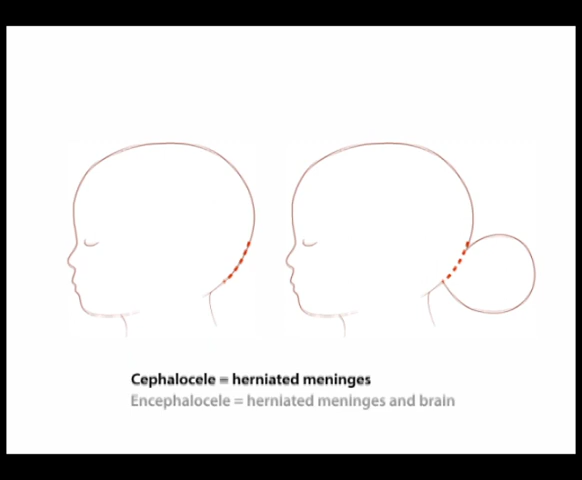 Cephalocele = herniated meninges
Encephalocele = herniated meninges and brain